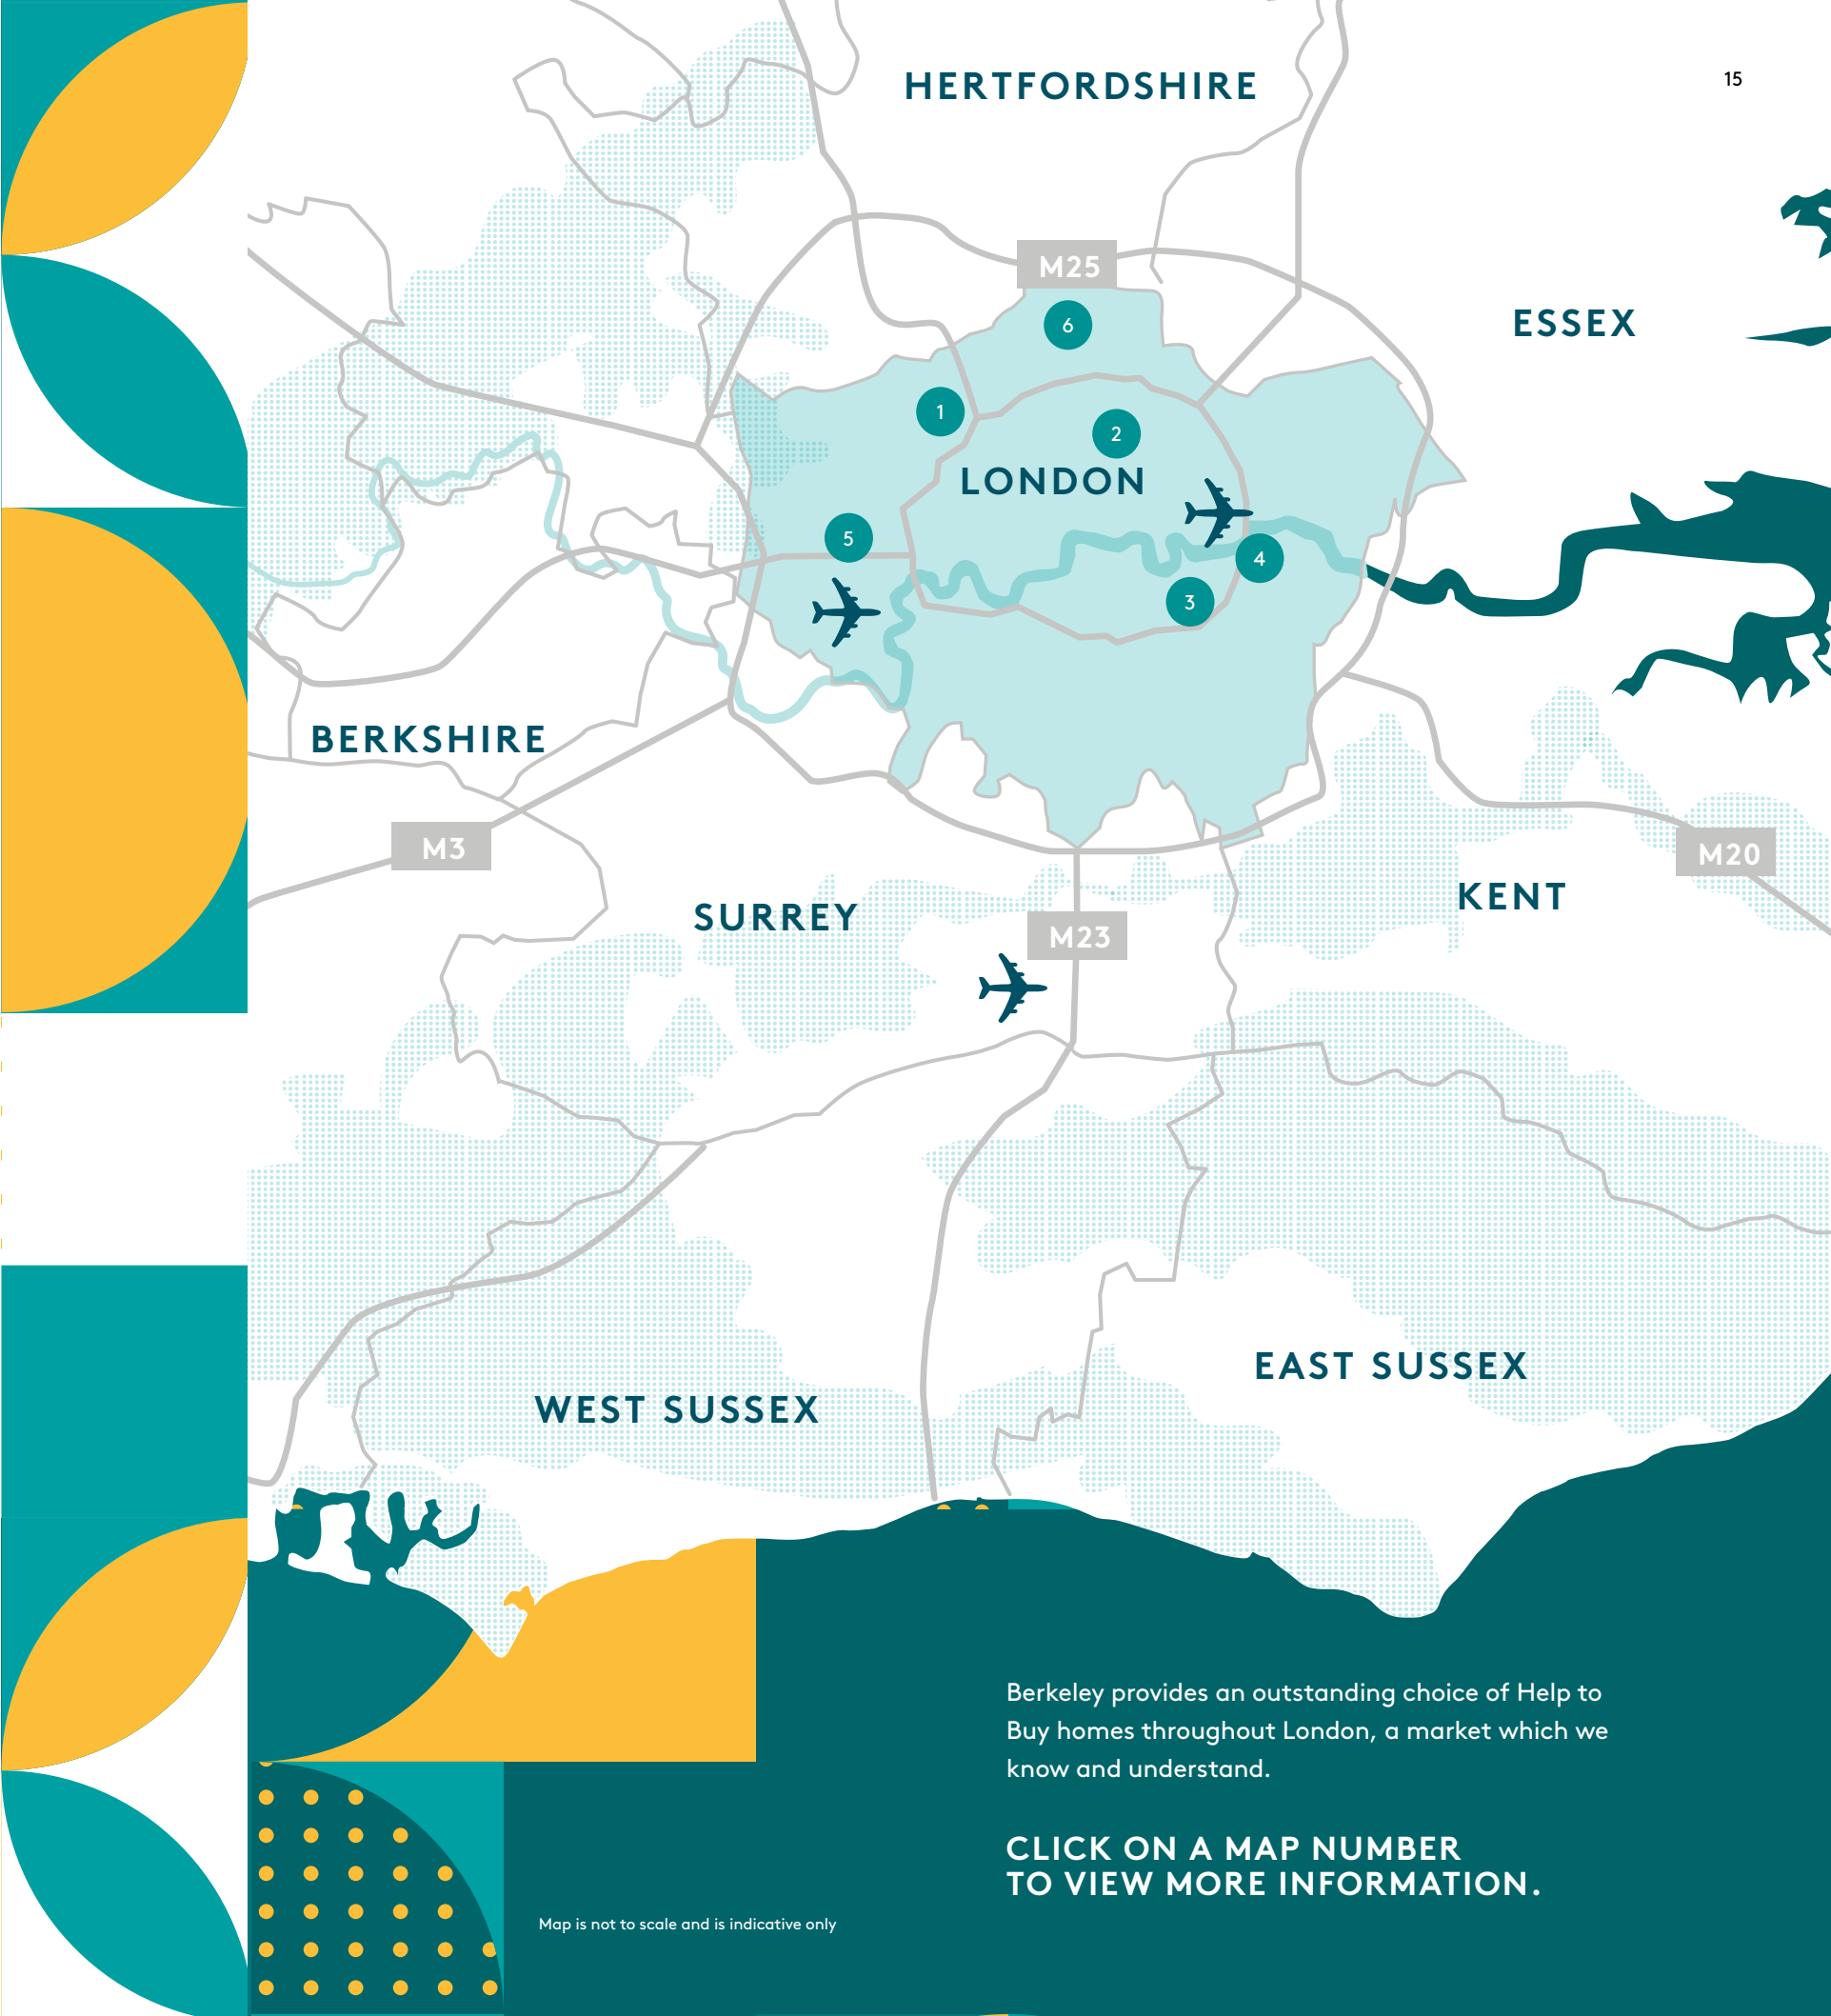 15
HERTFORDSHIRE
M25
ESSEX
6
1
2
LONDON
5
4
3
BERKSHIRE
M3
M20
KENT
SURREY
M23
EAST SUSSEX
WEST SUSSEX
Berkeley provides an outstanding choice of Help to
Buy homes throughout London, a market which we
know and understand.
CLICK ON A MAP NUMBER
TO VIEW MORE INFORMATION.
Map is not to scale and is indicative only